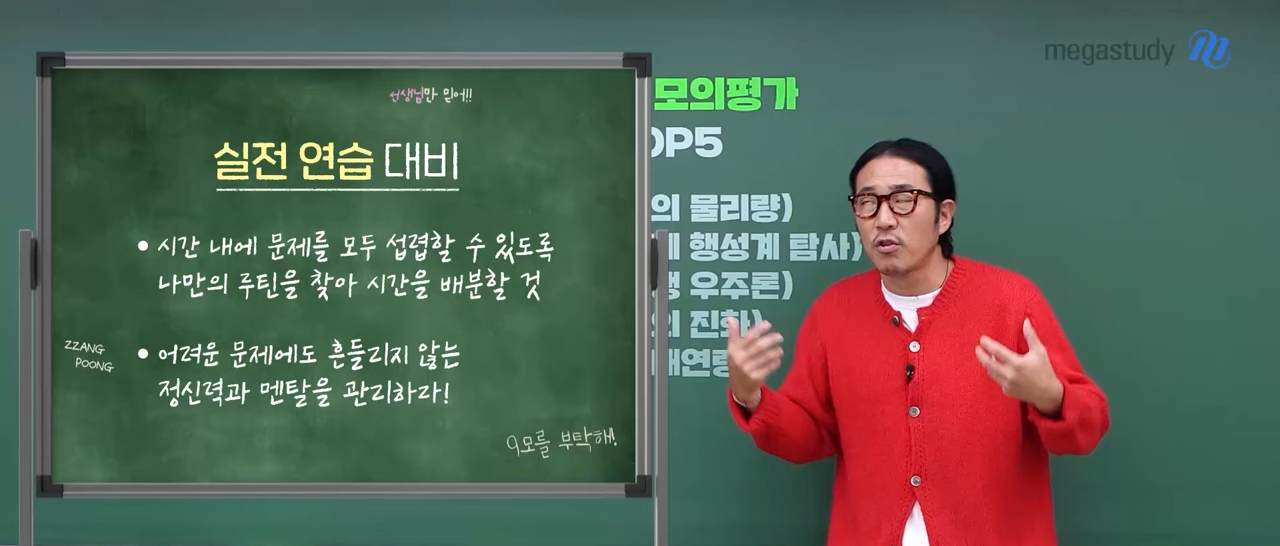 megastudy
선생님만 믿어!!
실전 연습 대비
• 시간 내에 문제를 모두 섭렵할 수 있도록
나만의 루틴을 찾아 시간을 배분할 것
ZZANG
POONG
• 어려운 문제에도 흔들리지 않는
정신력과 멘탈을 관리하라!
9모를 부탁해!
모의평가
OP5
의 물리량)
행성계 탐사)
우주론)
의 진화)